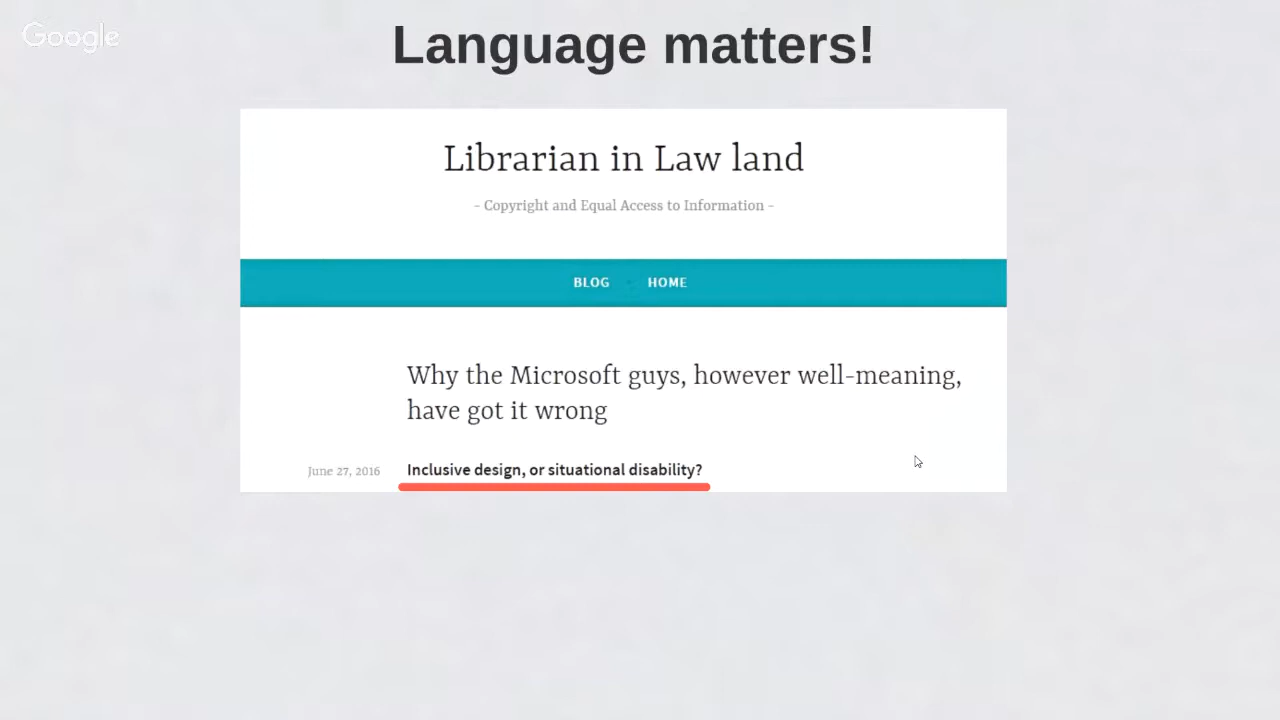 Google
Language matters!
Librarian in Law land
- Copyright and Equal Access to Information -
BLOG HOME
Why the Microsoft guys, however well-meaning,
have got it wrong
June 27, 2016 Inclusive design, or situational disability?